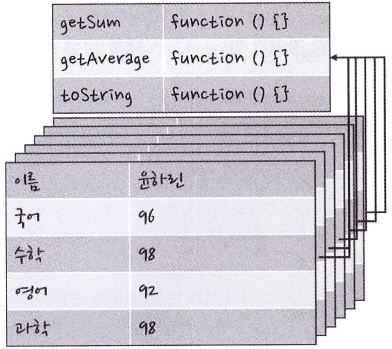 getSum function () {}
getAverage function () {}
toString function () {}
이름 윤하린
국어 96
수학 98
영어 92
과학 98